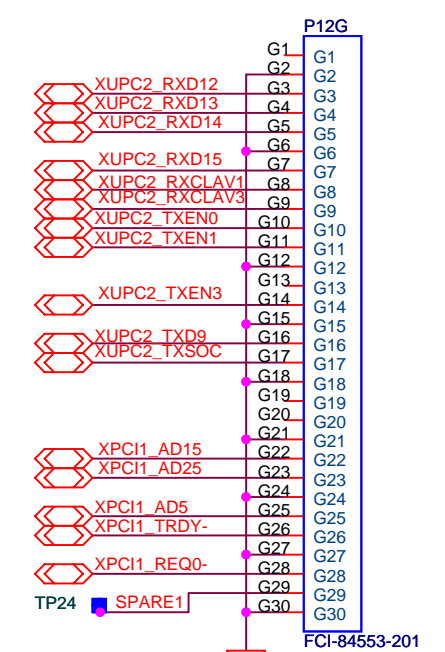 P12G
G1 G1
G2 G2
XUPC2_RXD12 G3 G3
XUPC2_RXD13 G4 G4
XUPC2_RXD14 G5 G5
G6 G6
XUPC2_RXD15 G7 G7
XUPC2_RXCLAV1 G8 G8
XUPC2_RXCLAV3 G9 G9
XUPC2_TXEN0 G10 G10
XUPC2_TXEN1 G11 G11
G12 G12
G13 G13
XUPC2_TXEN3 G14 G14
G15 G15
XUPC2_TXD9 G16 G16
XUPC2_TXSOC G17 G17
G18 G18
G19 G19
G20 G20
G21 G21
XPCI1_AD15 G22 G22
XPCI1_AD25 G23 G23
G24 G24
XPCI1_AD5 G25 G25
XPCI1_TRDY- G26 G26
G27 G27
XPCI1_REQ0- G28 G28
TP24 SPARE1 G29 G29
G30 G30
FCI-84553-201